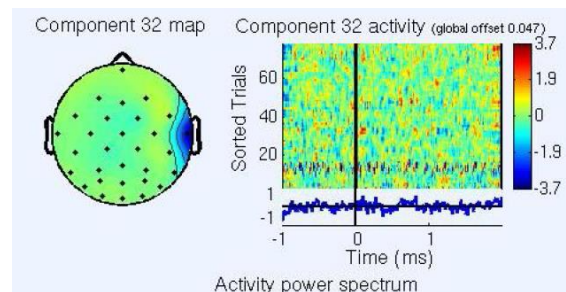 Component 32 map
Component 32 activity (global offset 0.047)
Sorted Trials
60
40
20
1
-1
-1 0 1
Time (ms)
3.7
1.9
0
-1.9
-3.7
Activity power spectrum